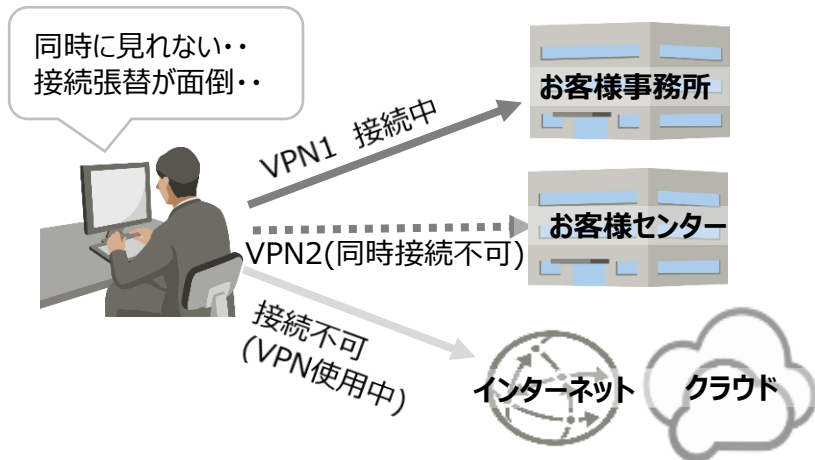 同時に見れない・・
接続張替が面倒・・
お客様事務所
VPN1 接続中
お客様センター
VPN2(同時接続不可)
接続不可
(VPN使用中)
インターネット
クラウド